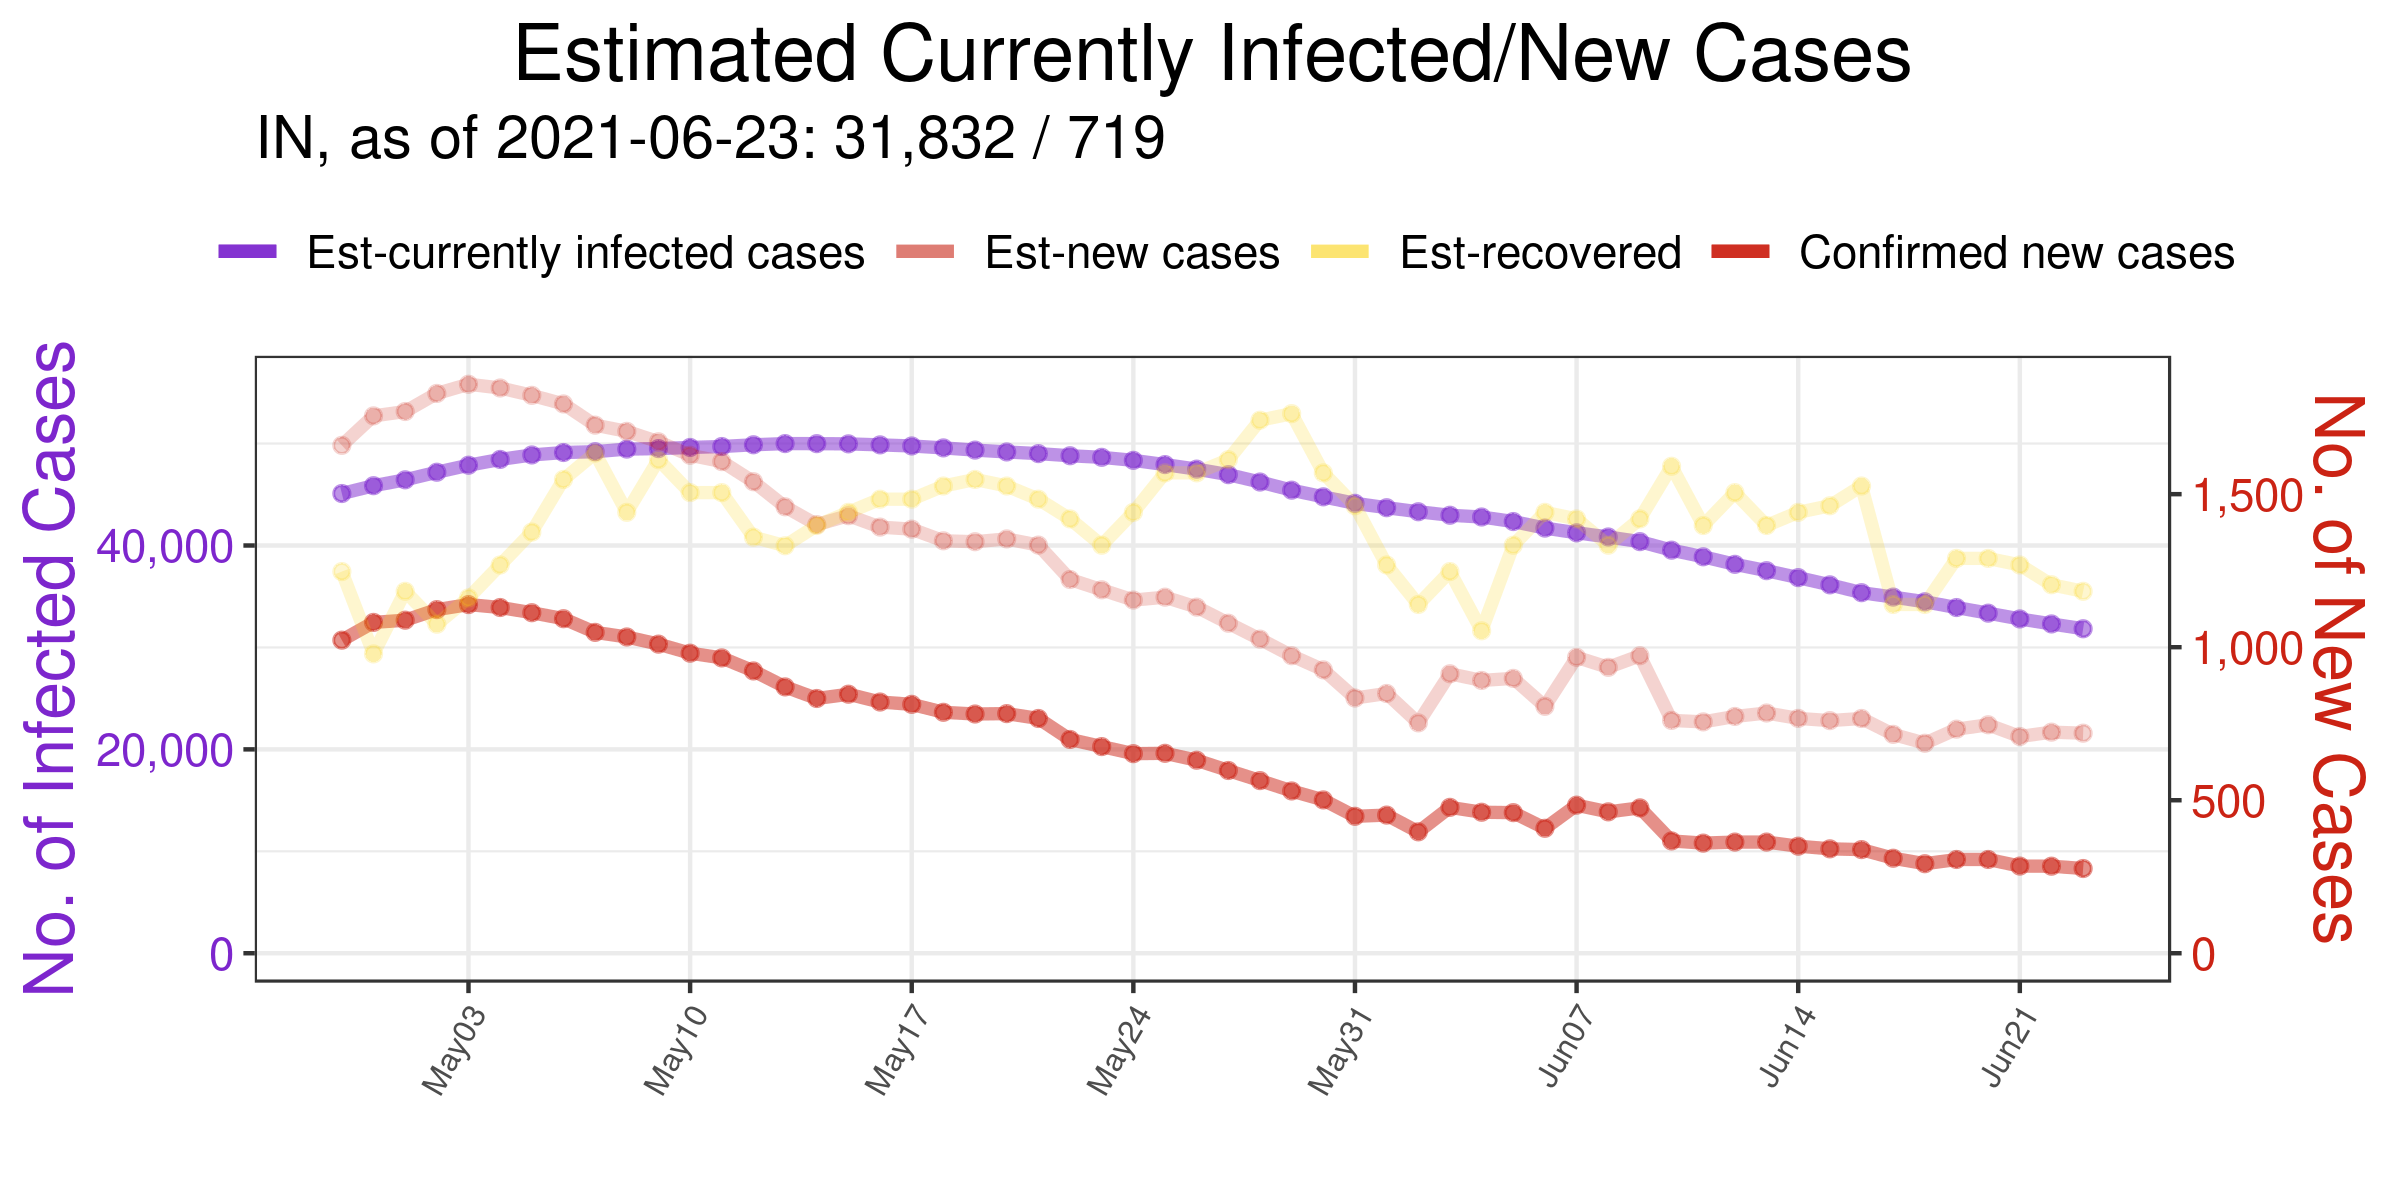 Estimated Currently Infected/New Cases
IN, as of 2021-06-23: 31,832 / 719
Est-currently infected cases Est-new cases Est-recovered Confirmed new cases
No. of Infected Cases
40,000
20,000
0
No. of New Cases
1,500
1,000
500
0
May03 May10 May17 May24 May31 Jun07 Jun14 Jun21